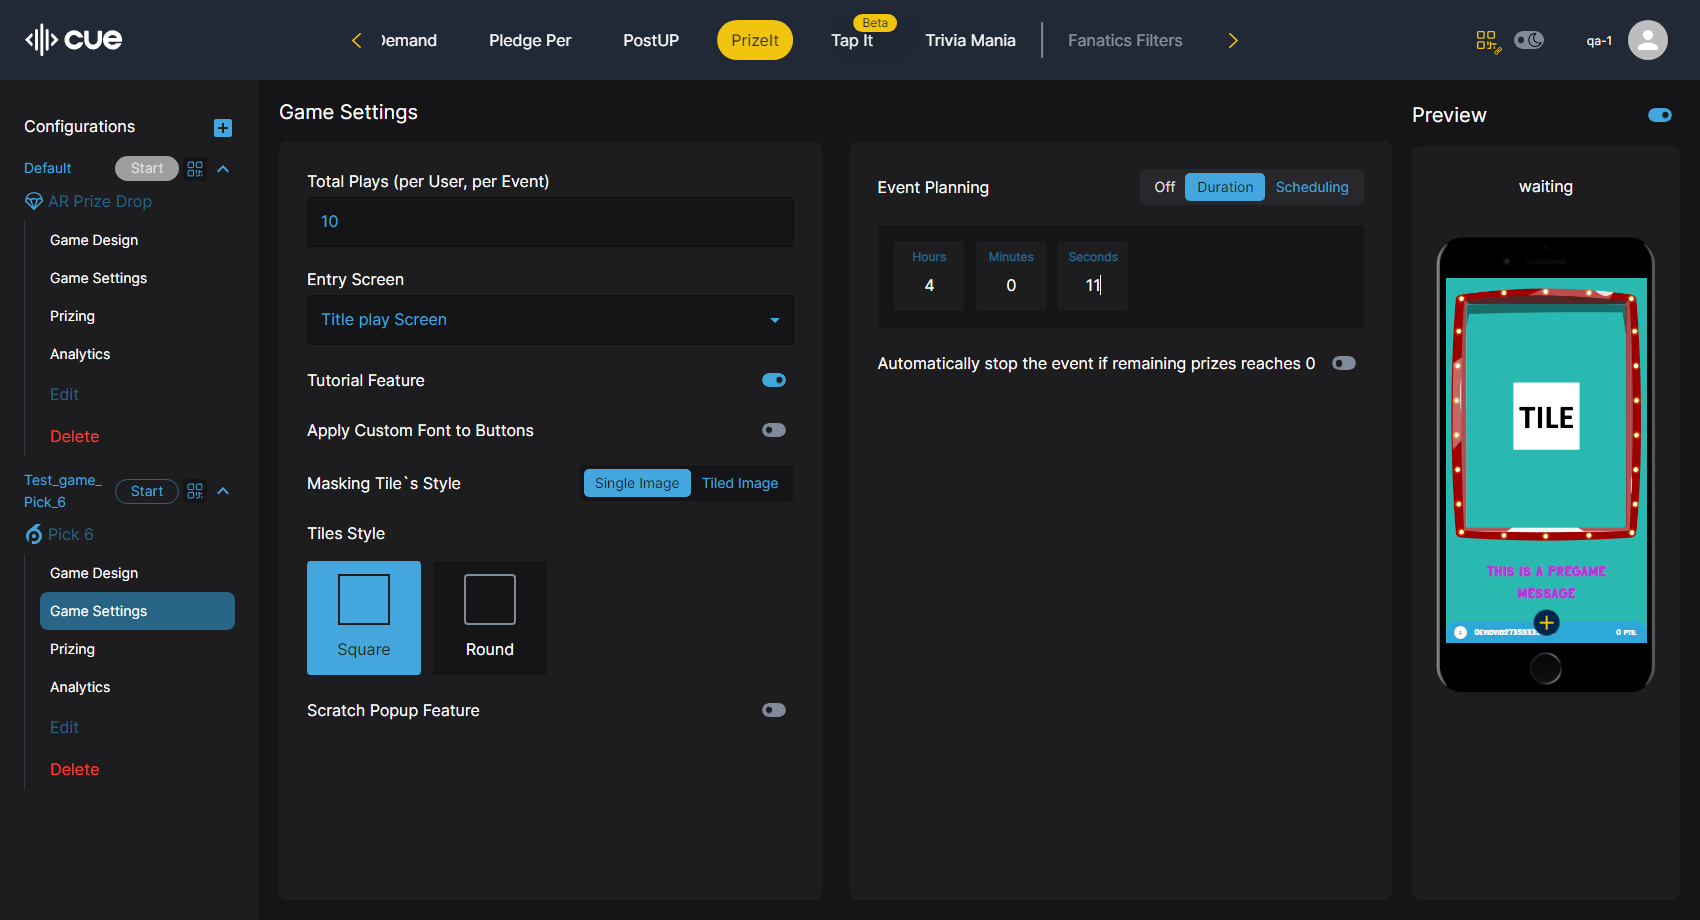 cue
Demand
Pledge Per
PostUP
PrizeIt
Beta
Tap It
Trivia Mania
Fanatics Filters
qa-1
Configurations
Default
Start
AR Prize Drop
Game Design
Game Settings
Prizing
Analytics
Edit
Delete
Test_game_
Pick_6
Start
Pick 6
Game Design
Game Settings
Prizing
Analytics
Edit
Delete
Game Settings
Total Plays (per User, per Event)
10
Entry Screen
Title play Screen
Tutorial Feature
Apply Custom Font to Buttons
Masking Tile`s Style
Single Image
Tiled Image
Tiles Style
Square
Round
Scratch Popup Feature
Event Planning
Off
Duration
Scheduling
Hours
Minutes
Seconds
4
0
11
Automatically stop the event if remaining prizes reaches 0
Preview
waiting
TILE
This is a Pregame
message
0 pts.